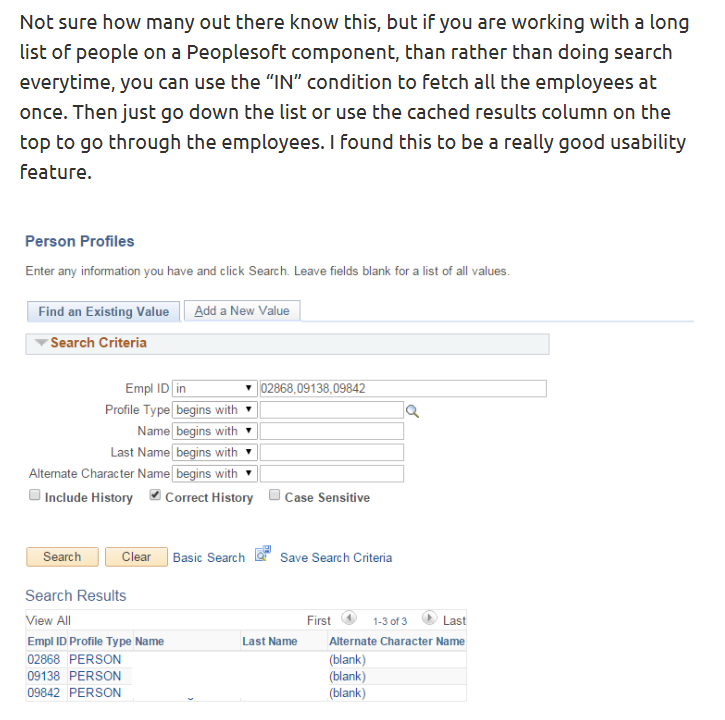 Not sure how many out there know this, but if you are working with a long
list of people on a Peoplesoft component, than rather than doing search
everytime, you can use the “IN” condition to fetch all the employees at
once. Then just go down the list or use the cached results column on the
top to go through the employees. I found this to be a really good usability
feature.
Person Profiles
Enter any information you have and click Search. Leave fields blank for a list of all values.
Find an Existing Value Add a New Value
Search Criteria
Empl ID in 02868,09138,09842
Profile Type begins with
Name begins with
Last Name begins with
Alternate Character Name begins with
Include History Correct History Case Sensitive
Search Clear Basic Search Save Search Criteria
Search Results
View All First 1-3 of 3 Last
Empl ID Profile Type Name Last Name Alternate Character Name
02868 PERSON (blank)
09138 PERSON (blank)
09842 PERSON (blank)